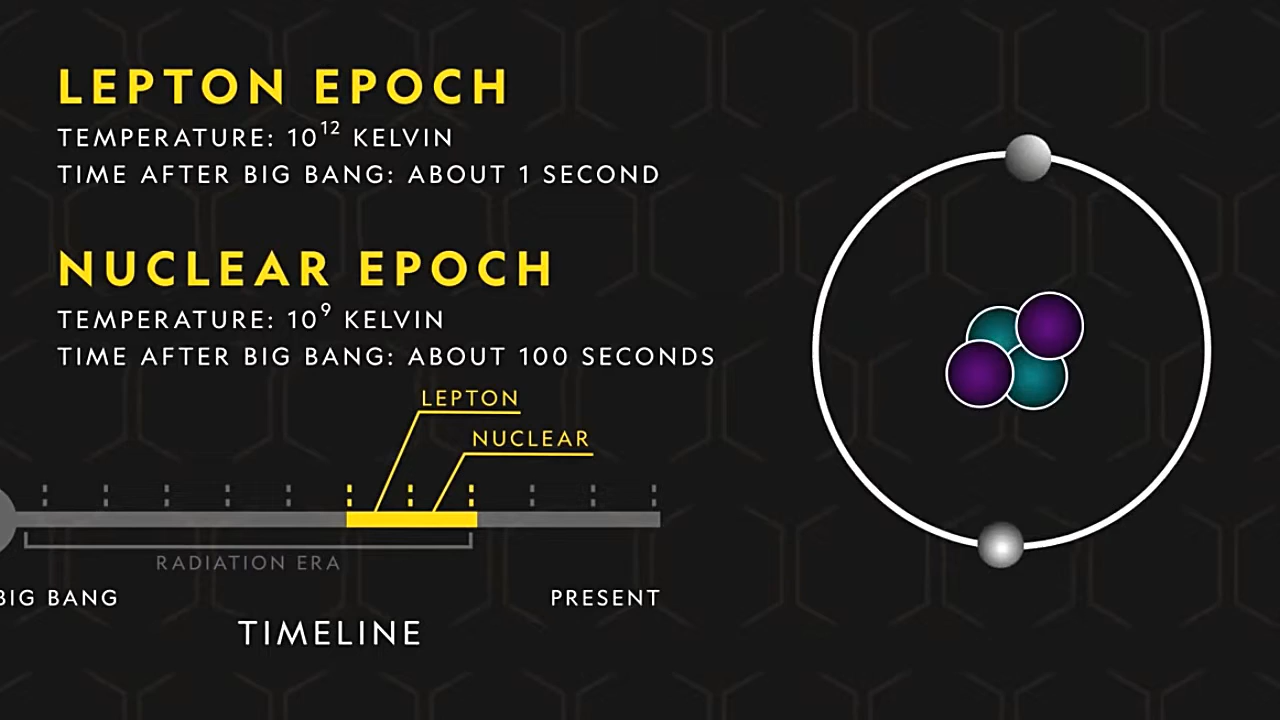 LEPTON EPOCH
TEMPERATURE: 10¹² KELVIN
TIME AFTER BIG BANG: ABOUT 1 SECOND
NUCLEAR EPOCH
TEMPERATURE: 10⁹ KELVIN
TIME AFTER BIG BANG: ABOUT 100 SECONDS
LEPTON
NUCLEAR
RADIATION ERA
BIG BANG
PRESENT
TIMELINE